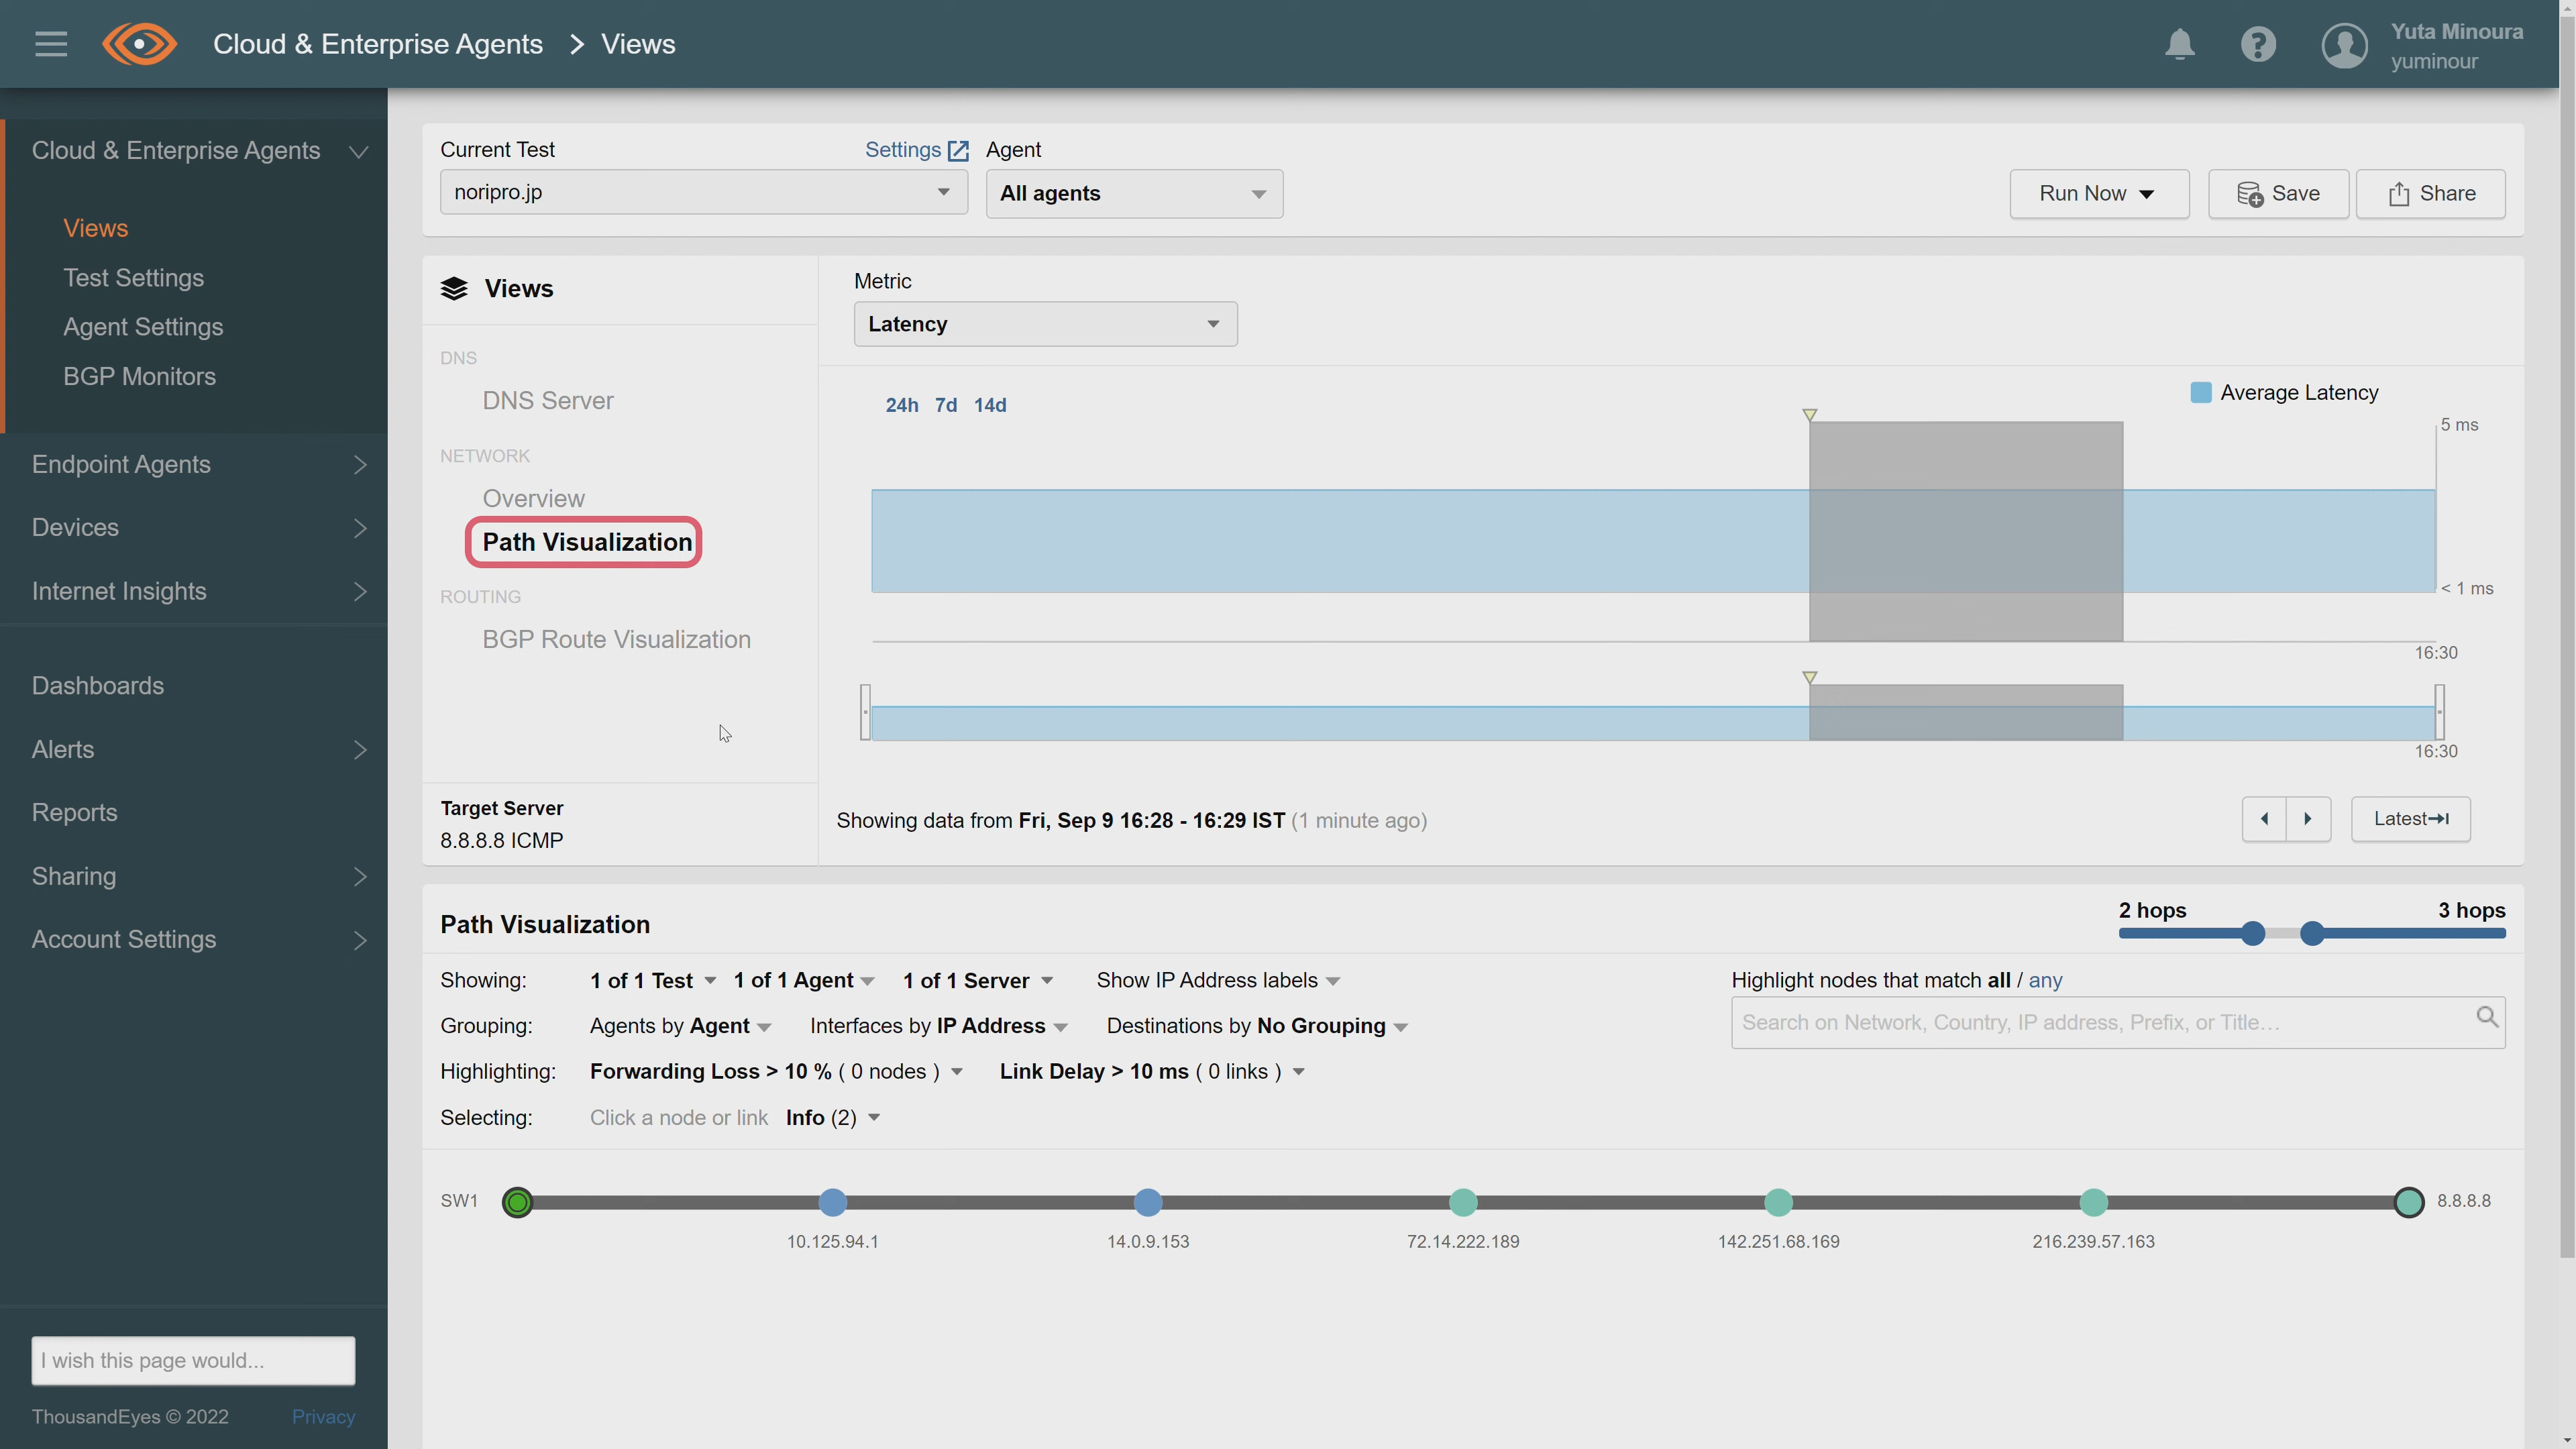 Cloud & Enterprise Agents > Views
Yuta Minoura
yuminour
Cloud & Enterprise Agents
Views
Test Settings
Agent Settings
BGP Monitors
Endpoint Agents
Devices
Internet Insights
Dashboards
Alerts
Reports
Sharing
Account Settings
I wish this page would...
ThousandEyes © 2022 Privacy
Current Test Settings Agent
noripro.jp All agents Run Now Save Share
Views
DNS
DNS Server
NETWORK
Overview
Path Visualization
ROUTING
BGP Route Visualization
Target Server
8.8.8.8 ICMP
Metric
Latency
24h 7d 14d
Average Latency
5 ms
< 1 ms
16:30
16:30
Showing data from Fri, Sep 9 16:28 - 16:29 IST (1 minute ago)
Latest
Path Visualization
2 hops 3 hops
Showing: 1 of 1 Test 1 of 1 Agent 1 of 1 Server Show IP Address labels
Grouping: Agents by Agent Interfaces by IP Address Destinations by No Grouping
Highlighting: Forwarding Loss > 10 % ( 0 nodes ) Link Delay > 10 ms ( 0 links )
Selecting: Click a node or link Info (2)
Highlight nodes that match all / any
Search on Network, Country, IP address, Prefix, or Title...
SW1 8.8.8.8
10.125.94.1 14.0.9.153 72.14.222.189 142.251.68.169 216.239.57.163